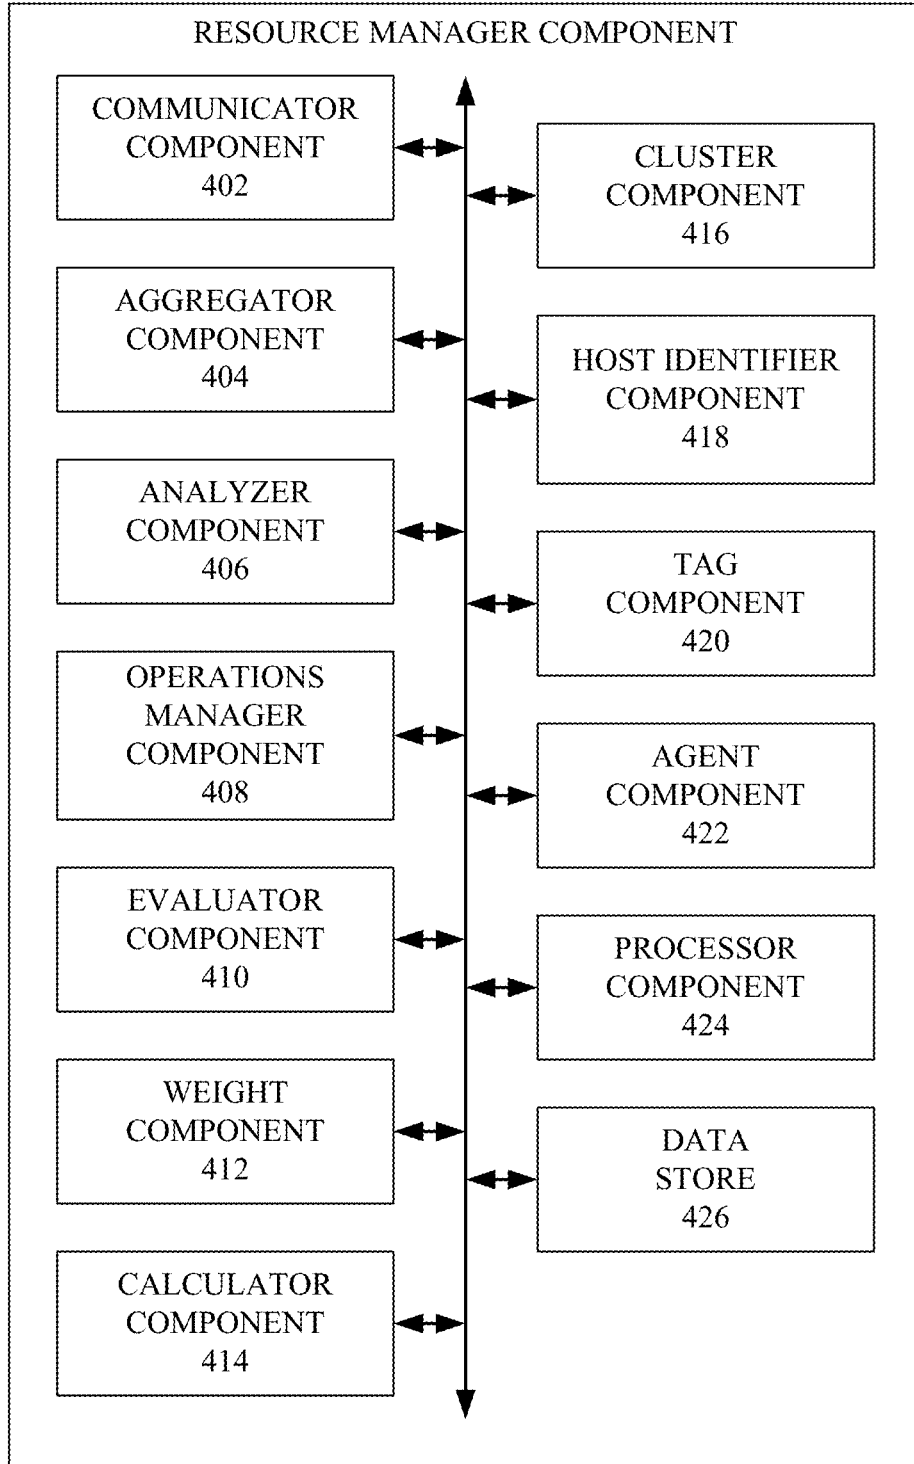 RESOURCE MANAGER COMPONENT
COMMUNICATOR
COMPONENT
402
AGGREGATOR
COMPONENT
404
ANALYZER
COMPONENT
406
OPERATIONS
MANAGER
COMPONENT
408
EVALUATOR
COMPONENT
410
WEIGHT
COMPONENT
412
CALCULATOR
COMPONENT
414
CLUSTER
COMPONENT
416
HOST IDENTIFIER
COMPONENT
418
TAG
COMPONENT
420
AGENT
COMPONENT
422
PROCESSOR
COMPONENT
424
DATA
STORE
426